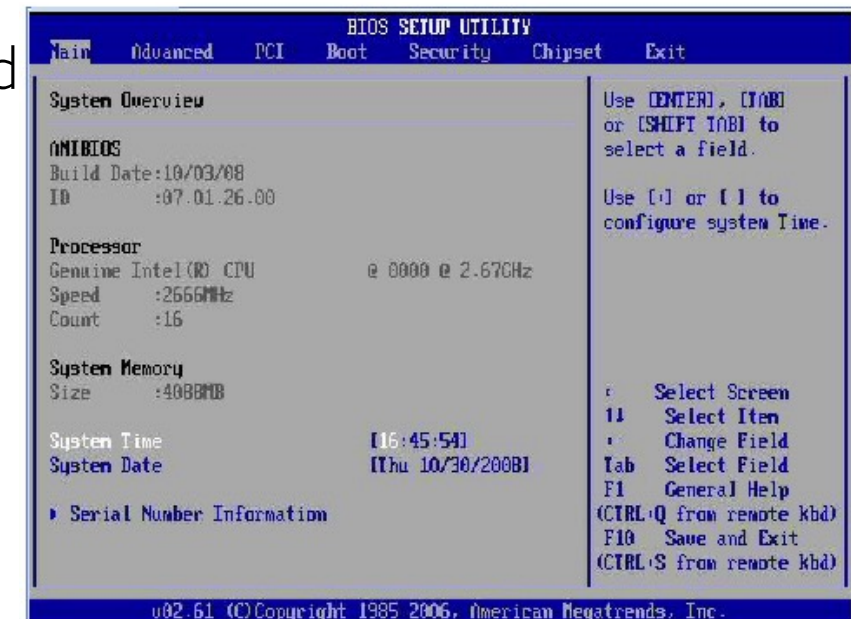 d
BIOS SETUP UTILITY
Main Advanced PCI Boot Security Chipset Exit
System Overview
AMIBIOS
Build Date:10/03/08
ID :07.01.26.00
Processor
Genuine Intel(R) CPU @ 0000 @ 2.67GHz
Speed :2666MHz
Count :16
System Memory
Size :4088MB
System Time [16:45:54]
System Date [Thu 10/30/2008]
Serial Number Information
Use [ENTER], [TAB]
or [SHIFT TAB] to
select a field.
Use [+] or [-] to
configure system Time.
Select Screen
↑↓ Select Item
Change Field
Tab Select Field
F1 General Help
(CTRL+Q from remote kbd)
F10 Save and Exit
(CTRL+S from remote kbd)
v02.61 (C)Copyright 1985-2006, American Megatrends, Inc.